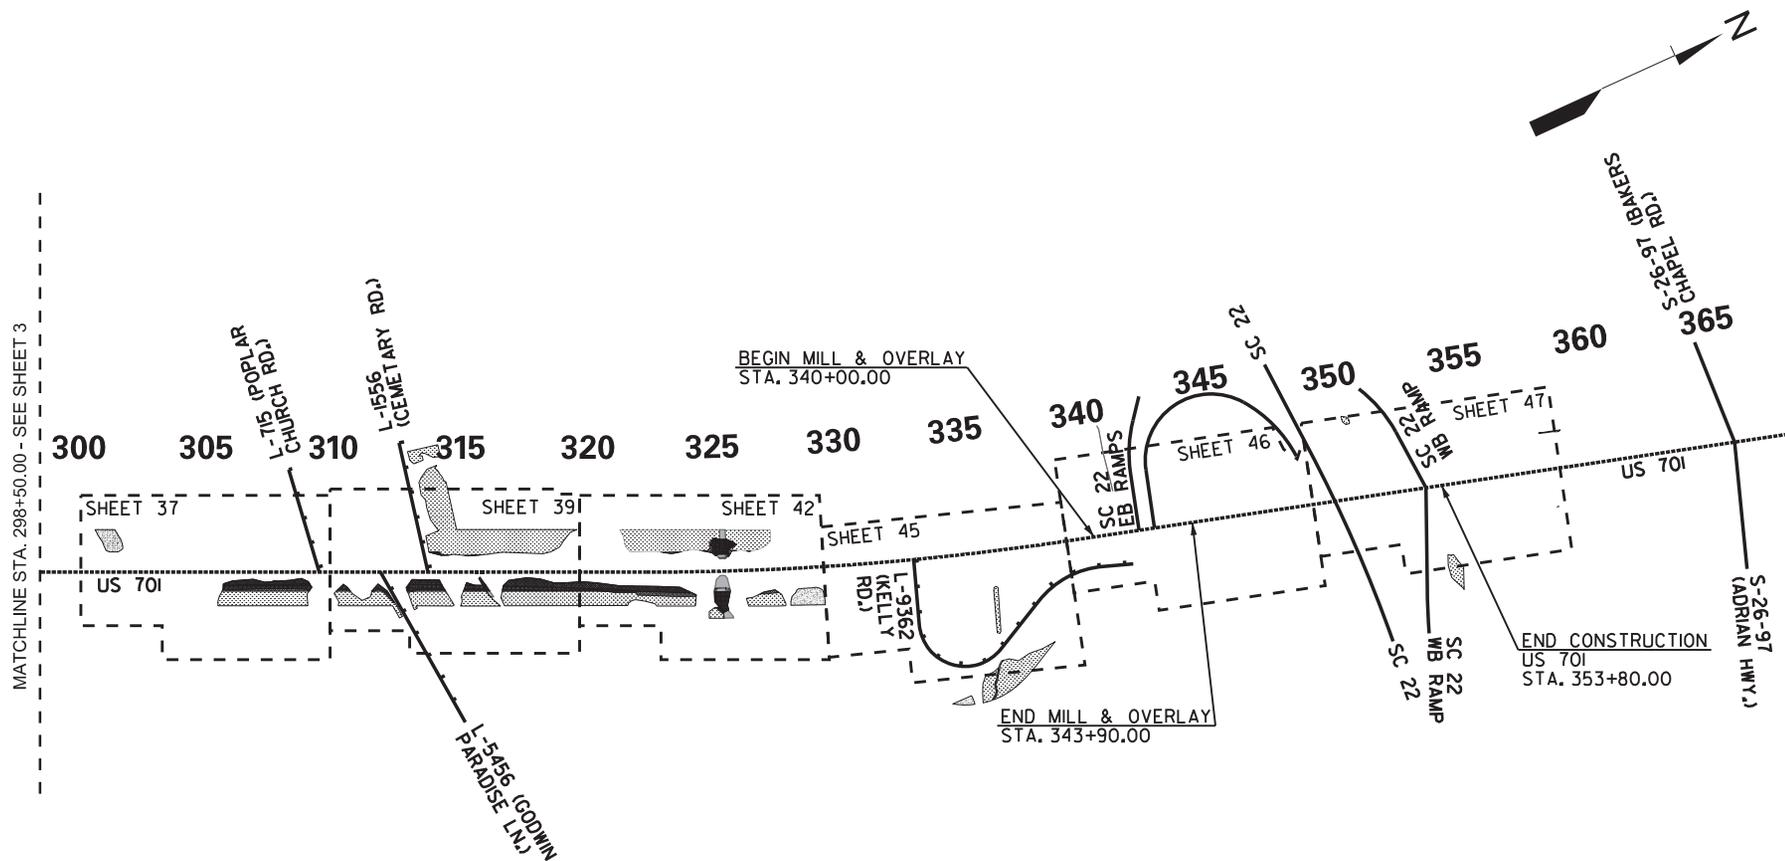 N
S-26-97 (BAKERS
CHAPEL RD.)
MATCHLINE STA. 298+50.00 - SEE SHEET 3
L-715 (POPLAR
CHURCH RD.)
L-1556
(CEMETARY RD.)
BEGIN MILL & OVERLAY
STA. 340+00.00
SC 22
300
305
310
315
320
325
330
335
340
345
350
355
360
365
SC 22
EB RAMPS
SC 22
WB RAMP
SHEET 37
SHEET 39
SHEET 42
SHEET 45
SHEET 46
SHEET 47
US 701
US 701
L-9362
(KELLY
RD.)
L-5456 (GODWIN
PARADISE LN.)
END MILL & OVERLAY
STA. 343+90.00
SC 22
SC 22
WB RAMP
END CONSTRUCTION
US 701
STA. 353+80.00
S-26-97
(ADRIAN HWY.)